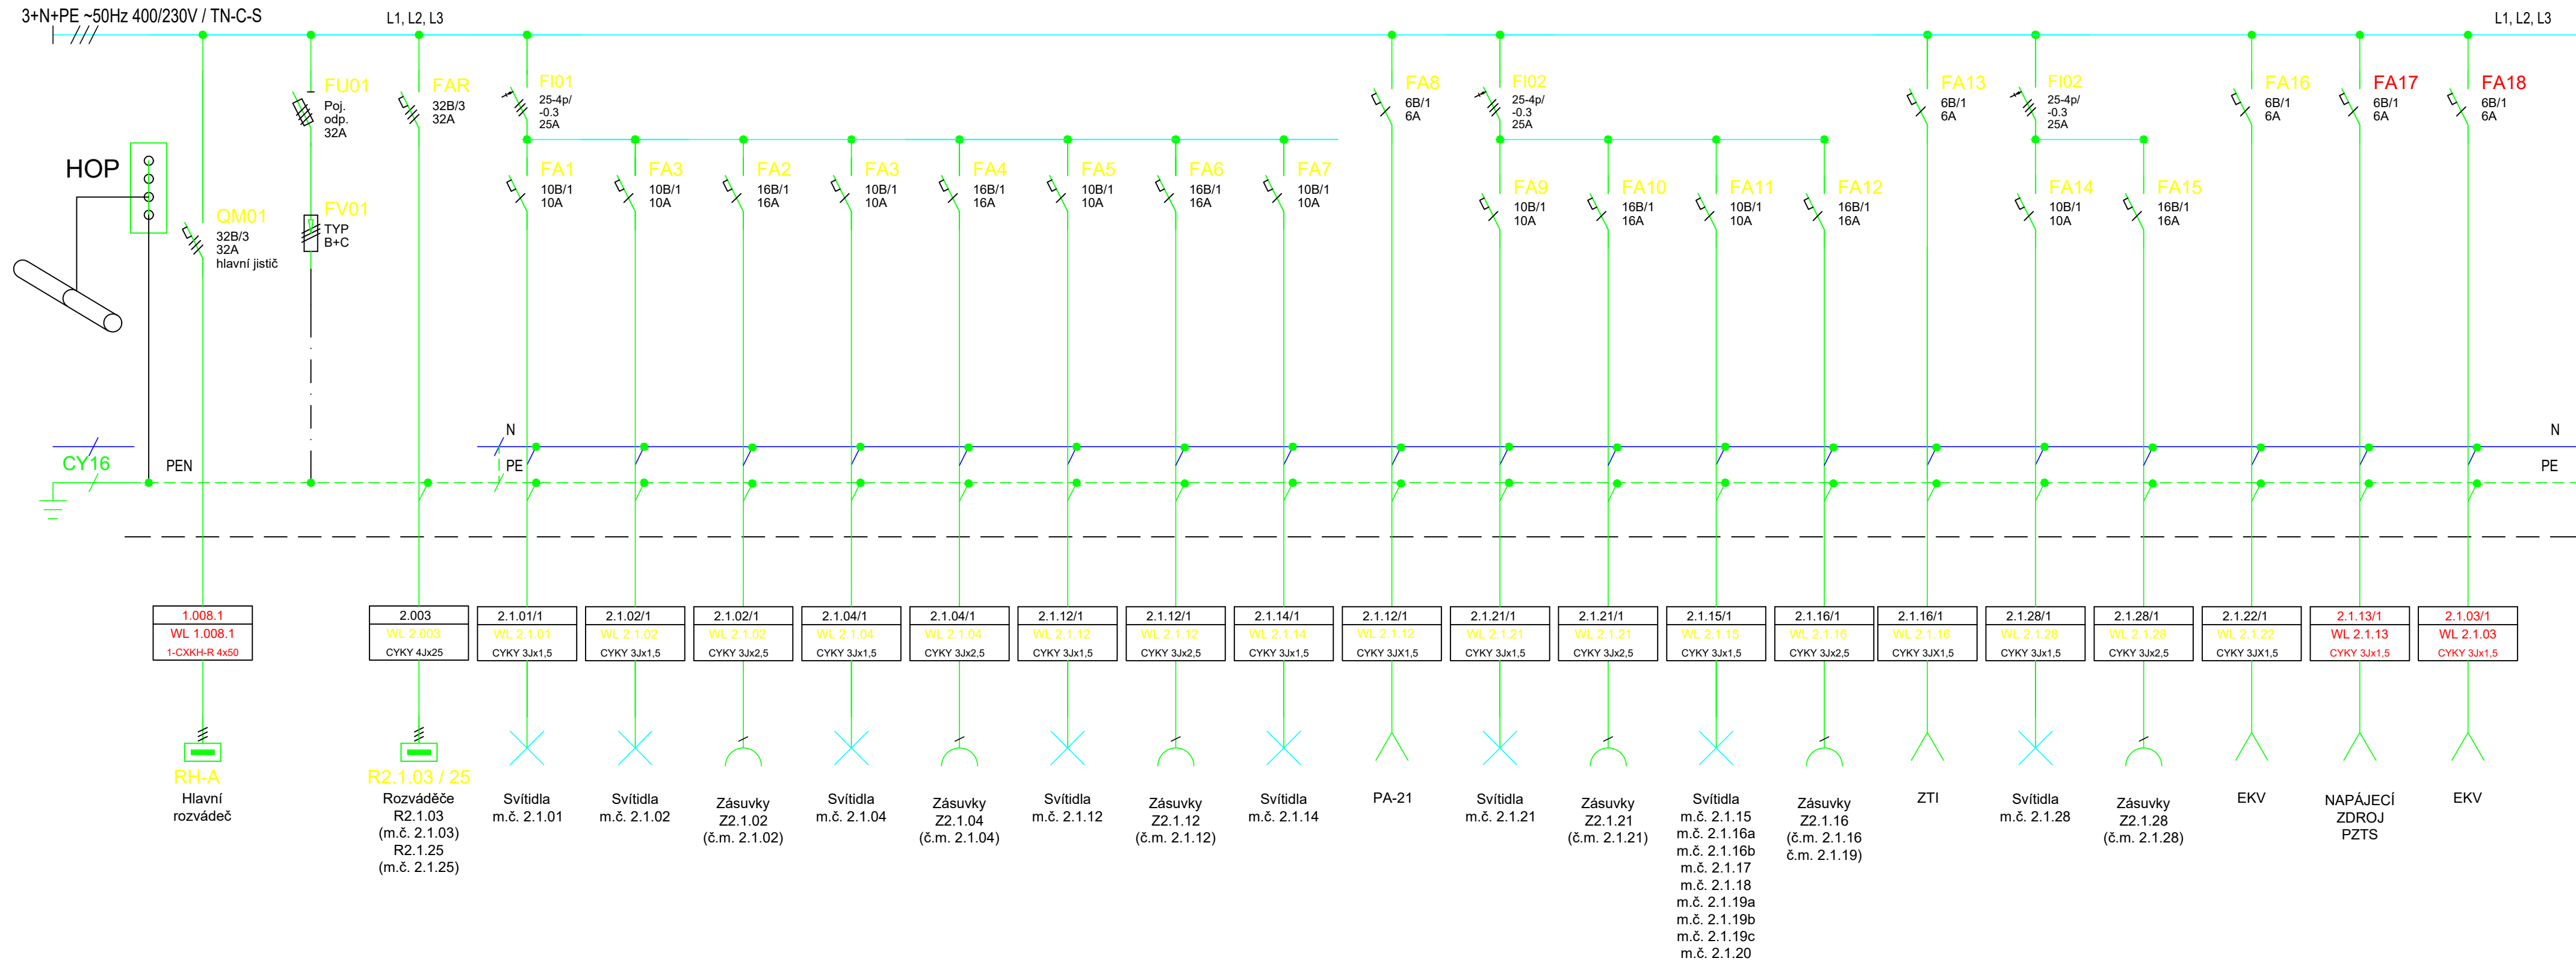 3+N+PE ~50Hz 400/230V / TN-C-S
L1, L2, L3
L1, L2, L3
HOP
QM01
32B/3
32A
hlavní jistič
FU01
Poj.
odp.
32A
FV01
TYP
B+C
FAR
32B/3
32A
FI01
25-4p/
-0.3
25A
FA1
10B/1
10A
FA3
10B/1
10A
FA2
16B/1
16A
FA3
10B/1
10A
FA4
16B/1
16A
FA5
10B/1
10A
FA6
16B/1
16A
FA7
10B/1
10A
FA8
6B/1
6A
FI02
25-4p/
-0.3
25A
FA9
10B/1
10A
FA10
16B/1
16A
FA11
10B/1
10A
FA12
16B/1
16A
FA13
6B/1
6A
FI02
25-4p/
-0.3
25A
FA14
10B/1
10A
FA15
16B/1
16A
FA16
6B/1
6A
FA17
6B/1
6A
FA18
6B/1
6A
CY16
PEN
N
PE
N
PE
1.008.1
WL 1.008.1
1-CXKH-R 4x50
RH-A
Hlavní
rozvádeč
2.003
WL 2.003
CYKY 4Jx25
R2.1.03 / 25
Rozváděče
R2.1.03
(m.č. 2.1.03)
R2.1.25
(m.č. 2.1.25)
2.1.01/1
WL 2.1.01
CYKY 3Jx1,5
Svítidla
m.č. 2.1.01
2.1.02/1
WL 2.1.02
CYKY 3Jx1,5
Svítidla
m.č. 2.1.02
2.1.02/1
WL 2.1.02
CYKY 3Jx2,5
Zásuvky
Z2.1.02
(č.m. 2.1.02)
2.1.04/1
WL 2.1.04
CYKY 3Jx1,5
Svítidla
m.č. 2.1.04
2.1.04/1
WL 2.1.04
CYKY 3Jx2,5
Zásuvky
Z2.1.04
(č.m. 2.1.04)
2.1.12/1
WL 2.1.12
CYKY 3Jx1,5
Svítidla
m.č. 2.1.12
2.1.12/1
WL 2.1.12
CYKY 3Jx2,5
Zásuvky
Z2.1.12
(č.m. 2.1.12)
2.1.14/1
WL 2.1.14
CYKY 3Jx1,5
Svítidla
m.č. 2.1.14
2.1.12/1
WL 2.1.12
CYKY 3JX1,5
PA-21
2.1.21/1
WL 2.1.21
CYKY 3Jx1,5
Svítidla
m.č. 2.1.21
2.1.21/1
WL 2.1.21
CYKY 3Jx2,5
Zásuvky
Z2.1.21
(č.m. 2.1.21)
2.1.15/1
WL 2.1.15
CYKY 3Jx1,5
Svítidla
m.č. 2.1.15
m.č. 2.1.16a
m.č. 2.1.16b
m.č. 2.1.17
m.č. 2.1.18
m.č. 2.1.19a
m.č. 2.1.19b
m.č. 2.1.19c
m.č. 2.1.20
2.1.16/1
WL 2.1.16
CYKY 3Jx2,5
Zásuvky
Z2.1.16
(č.m. 2.1.16
č.m. 2.1.19)
2.1.16/1
WL 2.1.16
CYKY 3JX1,5
ZTI
2.1.28/1
WL 2.1.28
CYKY 3Jx1,5
Svítidla
m.č. 2.1.28
2.1.28/1
WL 2.1.28
CYKY 3Jx2,5
Zásuvky
Z2.1.28
(č.m. 2.1.28)
2.1.22/1
WL 2.1.22
CYKY 3JX1,5
EKV
2.1.13/1
WL 2.1.13
CYKY 3Jx1,5
NAPÁJECÍ
ZDROJ
PZTS
2.1.03/1
WL 2.1.03
CYKY 3Jx1,5
EKV